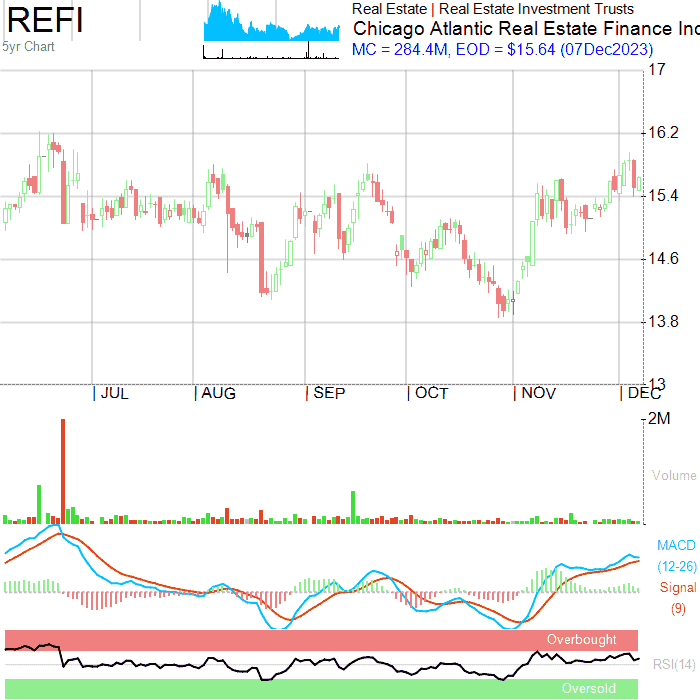 REFI
5yr Chart
Real Estate | Real Estate Investment Trusts
Chicago Atlantic Real Estate Finance Inc
MC = 284.4M, EOD = $15.64 (07Dec2023)
17
16.2
15.4
14.6
13.8
13
| JUL | AUG | SEP | OCT | NOV | DEC
2M
Volume
MACD
(12-26)
Signal
(9)
Overbought
RSI(14)
Oversold